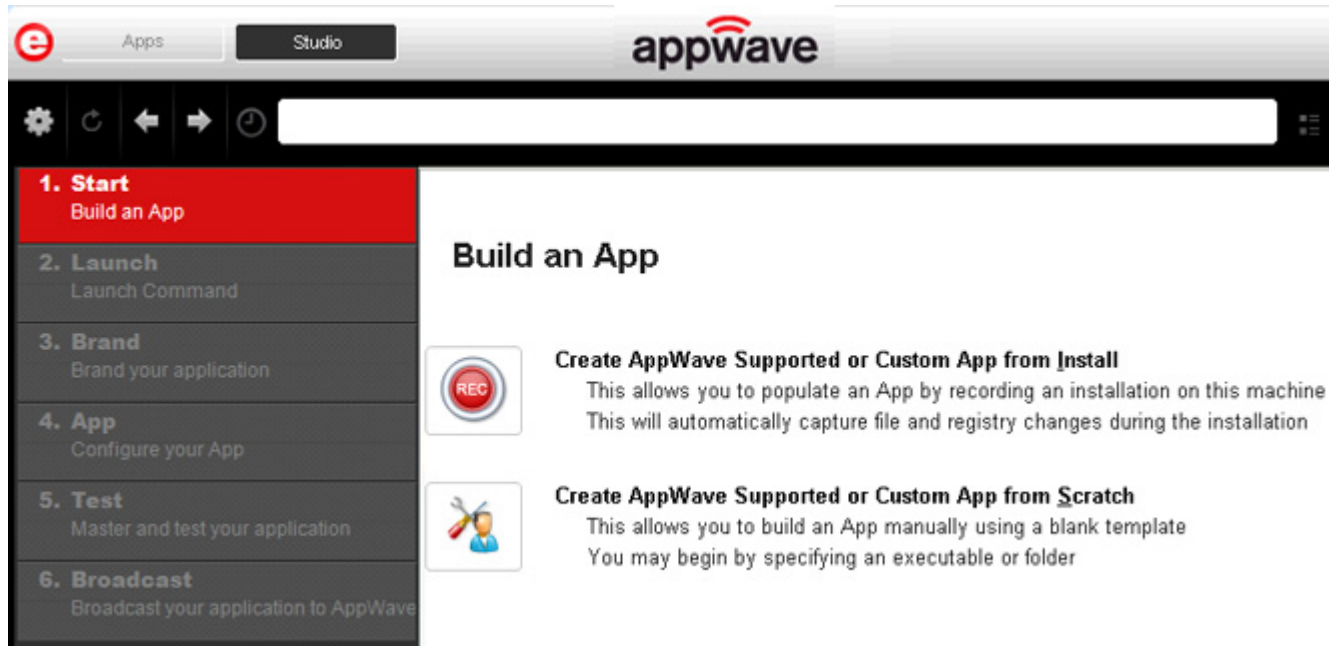 e
Apps
Studio
appwave
1. Start
Build an App
2. Launch
Launch Command
3. Brand
Brand your application
4. App
Configure your App
5. Test
Master and test your application
6. Broadcast
Broadcast your application to AppWave
Build an App
REC
Create AppWave Supported or Custom App from Install
This allows you to populate an App by recording an installation on this machine
This will automatically capture file and registry changes during the installation
Create AppWave Supported or Custom App from Scratch
This allows you to build an App manually using a blank template
You may begin by specifying an executable or folder